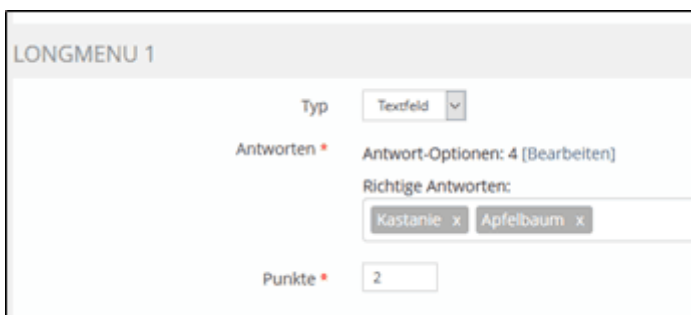 LONGMENU 1
Typ Textfeld
Antworten * Antwort-Optionen: 4 [Bearbeiten]
Richtige Antworten:
Kastanie x Apfelbaum x
Punkte * 2